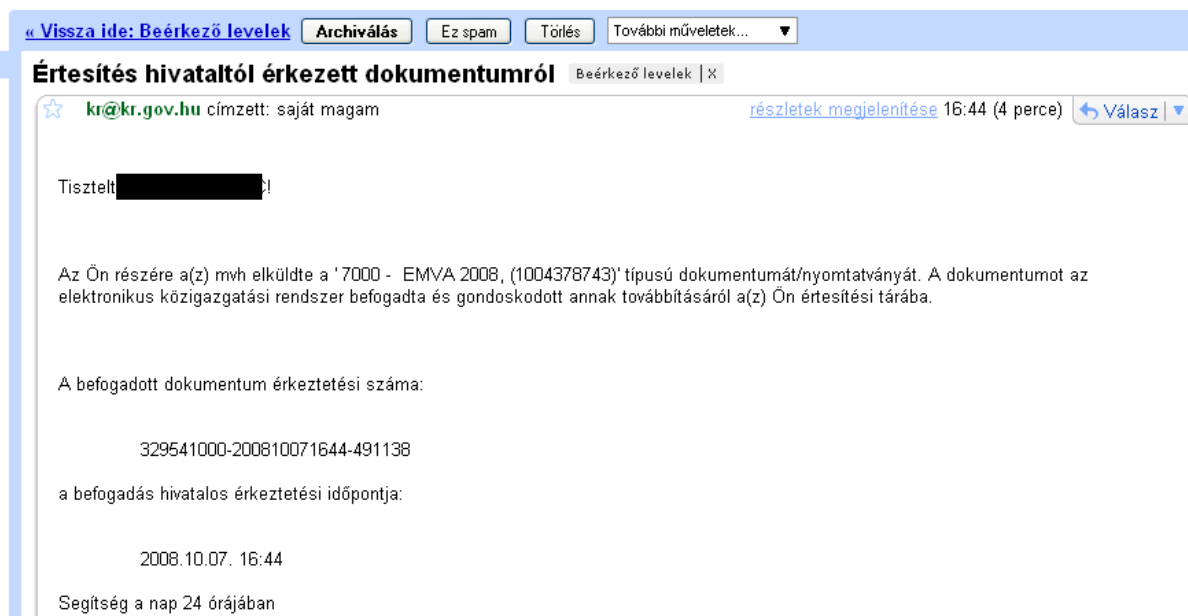 « Vissza ide: Beérkező levelek Archiválás Ez spam Törlés További műveletek...
Értesítés hivataltól érkezett dokumentumról Beérkező levelek | X
kr@kr.gov.hu címzett: saját magam részletek megjelenítése 16:44 (4 perce) Válasz
Tisztelt !
Az Ön részére a(z) mvh elküldte a ' 7000 - EMVA 2008, (1004378743)' típusú dokumentumát/nyomtatványát. A dokumentumot az
elektronikus közigazgatási rendszer befogadta és gondoskodott annak továbbításáról a(z) Ön értesítési tárába.
A befogadott dokumentum érkeztetési száma:
329541000-200810071644-491138
a befogadás hivatalos érkeztetési időpontja:
2008.10.07. 16:44
Segítség a nap 24 órájában